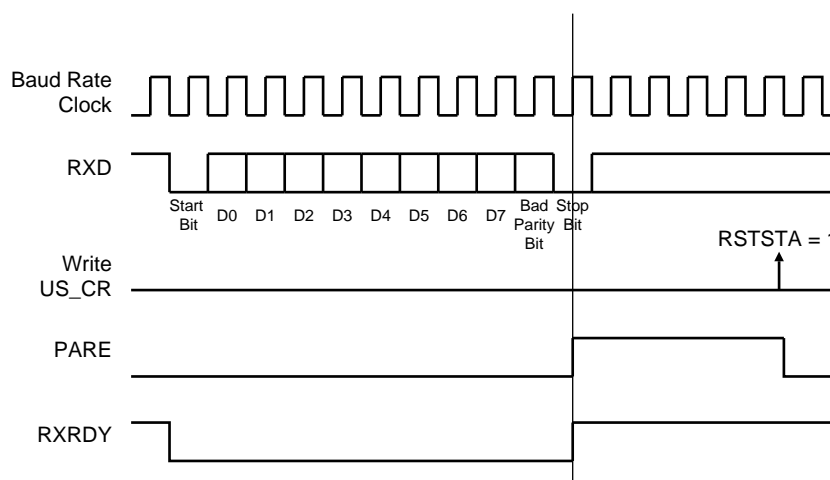 Baud Rate
Clock
RXD
Start
Bit
D0 D1 D2 D3 D4 D5 D6 D7
Bad
Parity
Bit
Stop
Bit
RSTSTA = 1
Write
US_CR
PARE
RXRDY